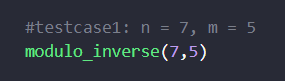 #testcase1: n = 7, m = 5
modulo_inverse(7,5)